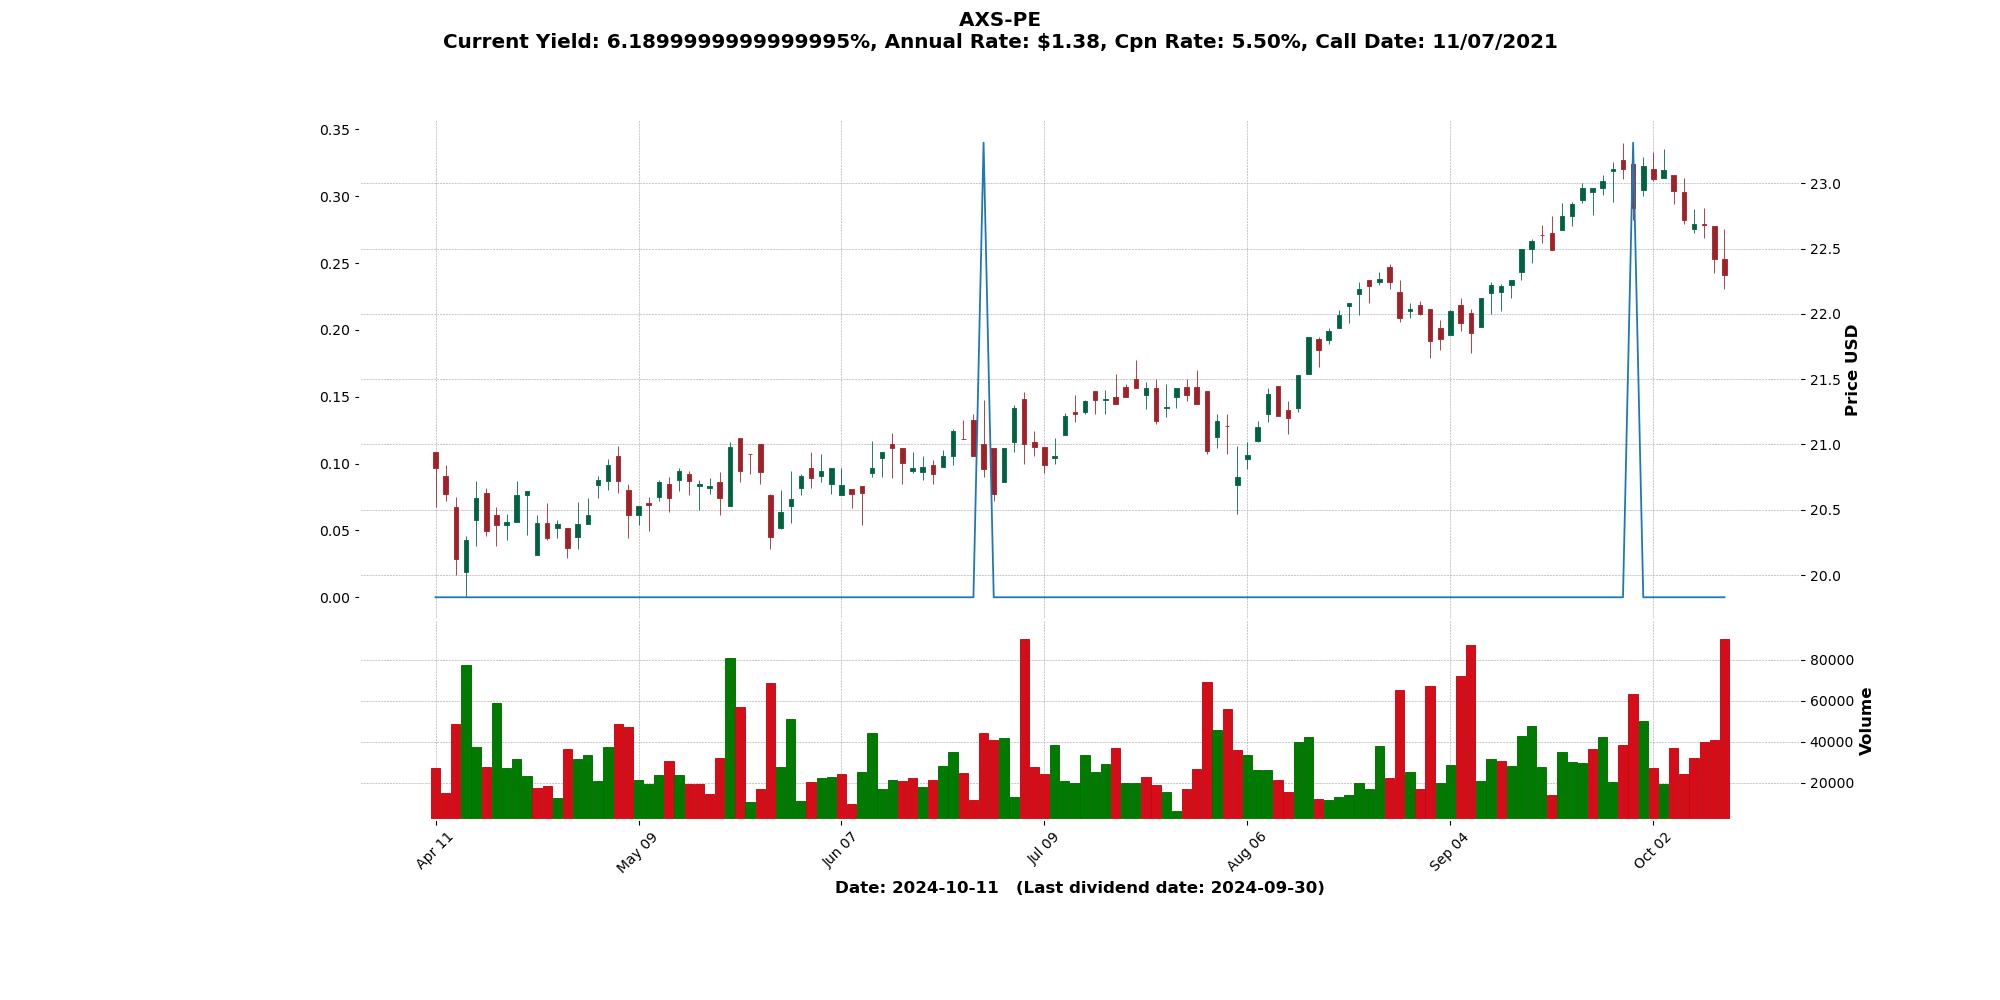 AXS-PE
Current Yield: 6.1899999999999995%, Annual Rate: $1.38, Cpn Rate: 5.50%, Call Date: 11/07/2021
0.35
0.30
0.25
0.20
0.15
0.10
0.05
0.00
23.0
22.5
22.0
21.5
21.0
20.5
20.0
Price USD
80000
60000
40000
20000
Volume
Apr 11
May 09
Jun 07
Jul 09
Aug 06
Sep 04
Oct 02
Date: 2024-10-11 (Last dividend date: 2024-09-30)